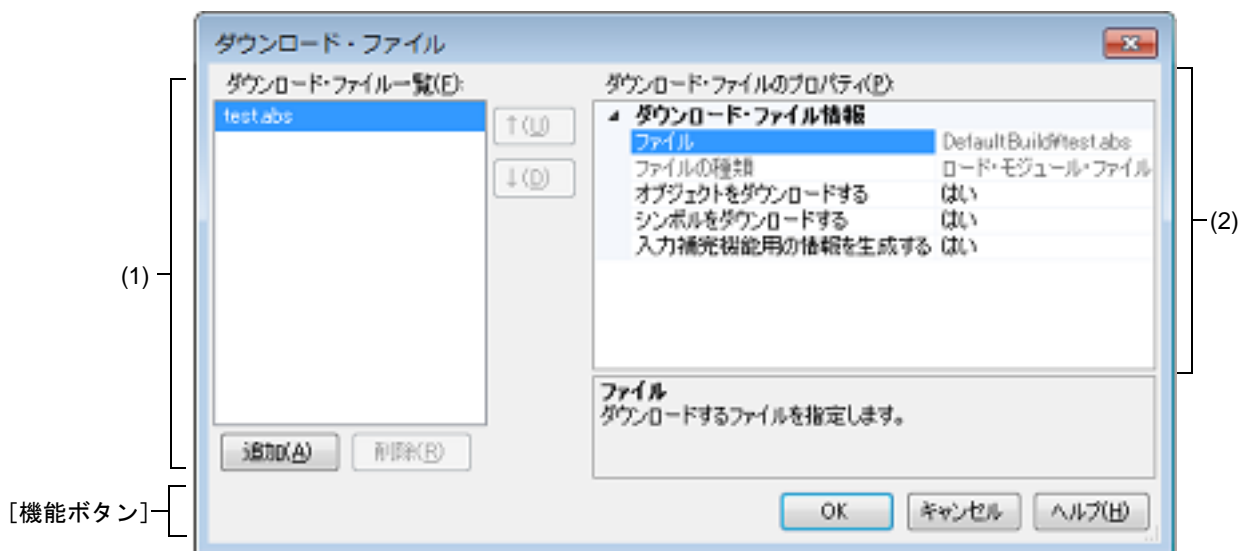 ダウンロード・ファイル
(1)
ダウンロード・ファイル一覧(F):
test.abs
↑(U)
↓(D)
追加(A)
削除(R)
ダウンロード・ファイルのプロパティ(P):
ダウンロード・ファイル情報
ファイル DefaultBuild¥test.abs
ファイルの種類 ロード・モジュール・ファイル
オブジェクトをダウンロードする はい
シンボルをダウンロードする はい
入力補完機能用の情報を生成する はい
(2)
ファイル
ダウンロードするファイルを指定します。
[機能ボタン]
OK
キャンセル
ヘルプ(H)